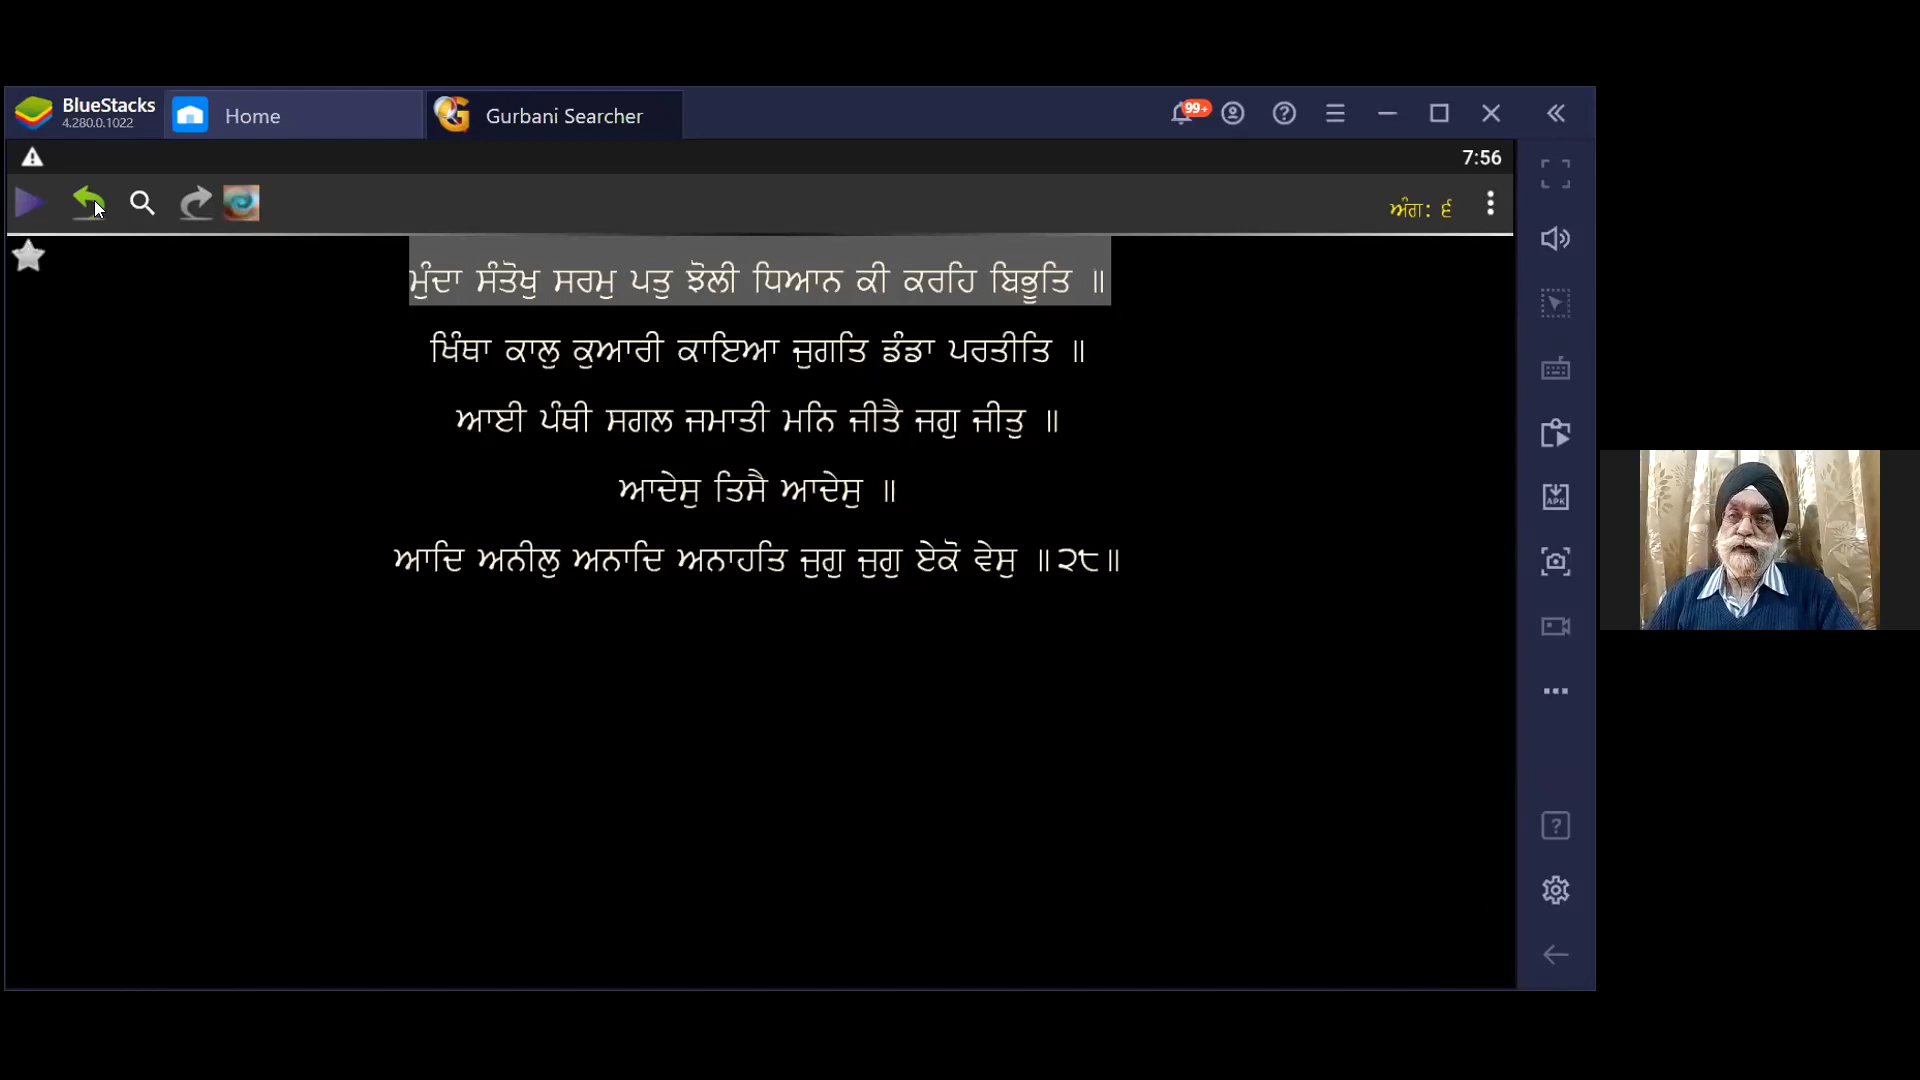 BlueStacks
4.280.0.1022
Home
Gurbani Searcher
99+
7:56
ਅੰਗ: ੬
ਮੁੰਦਾ ਸੰਤੋਖੁ ਸਰਮੁ ਪਤੁ ਝੋਲੀ ਧਿਆਨ ਕੀ ਕਰਹਿ ਬਿਭੂਤਿ ॥
ਖਿੰਥਾ ਕਾਲੁ ਕੁਆਰੀ ਕਾਇਆ ਜੁਗਤਿ ਡੰਡਾ ਪਰਤੀਤਿ ॥
ਆਈ ਪੰਥੀ ਸਗਲ ਜਮਾਤੀ ਮਨਿ ਜੀਤੈ ਜਗੁ ਜੀਤੁ ॥
ਆਦੇਸੁ ਤਿਸੈ ਆਦੇਸੁ ॥
ਆਦਿ ਅਨੀਲੁ ਅਨਾਦਿ ਅਨਾਹਤਿ ਜੁਗੁ ਜੁਗੁ ਏਕੋ ਵੇਸੁ ॥੨੮॥
APK